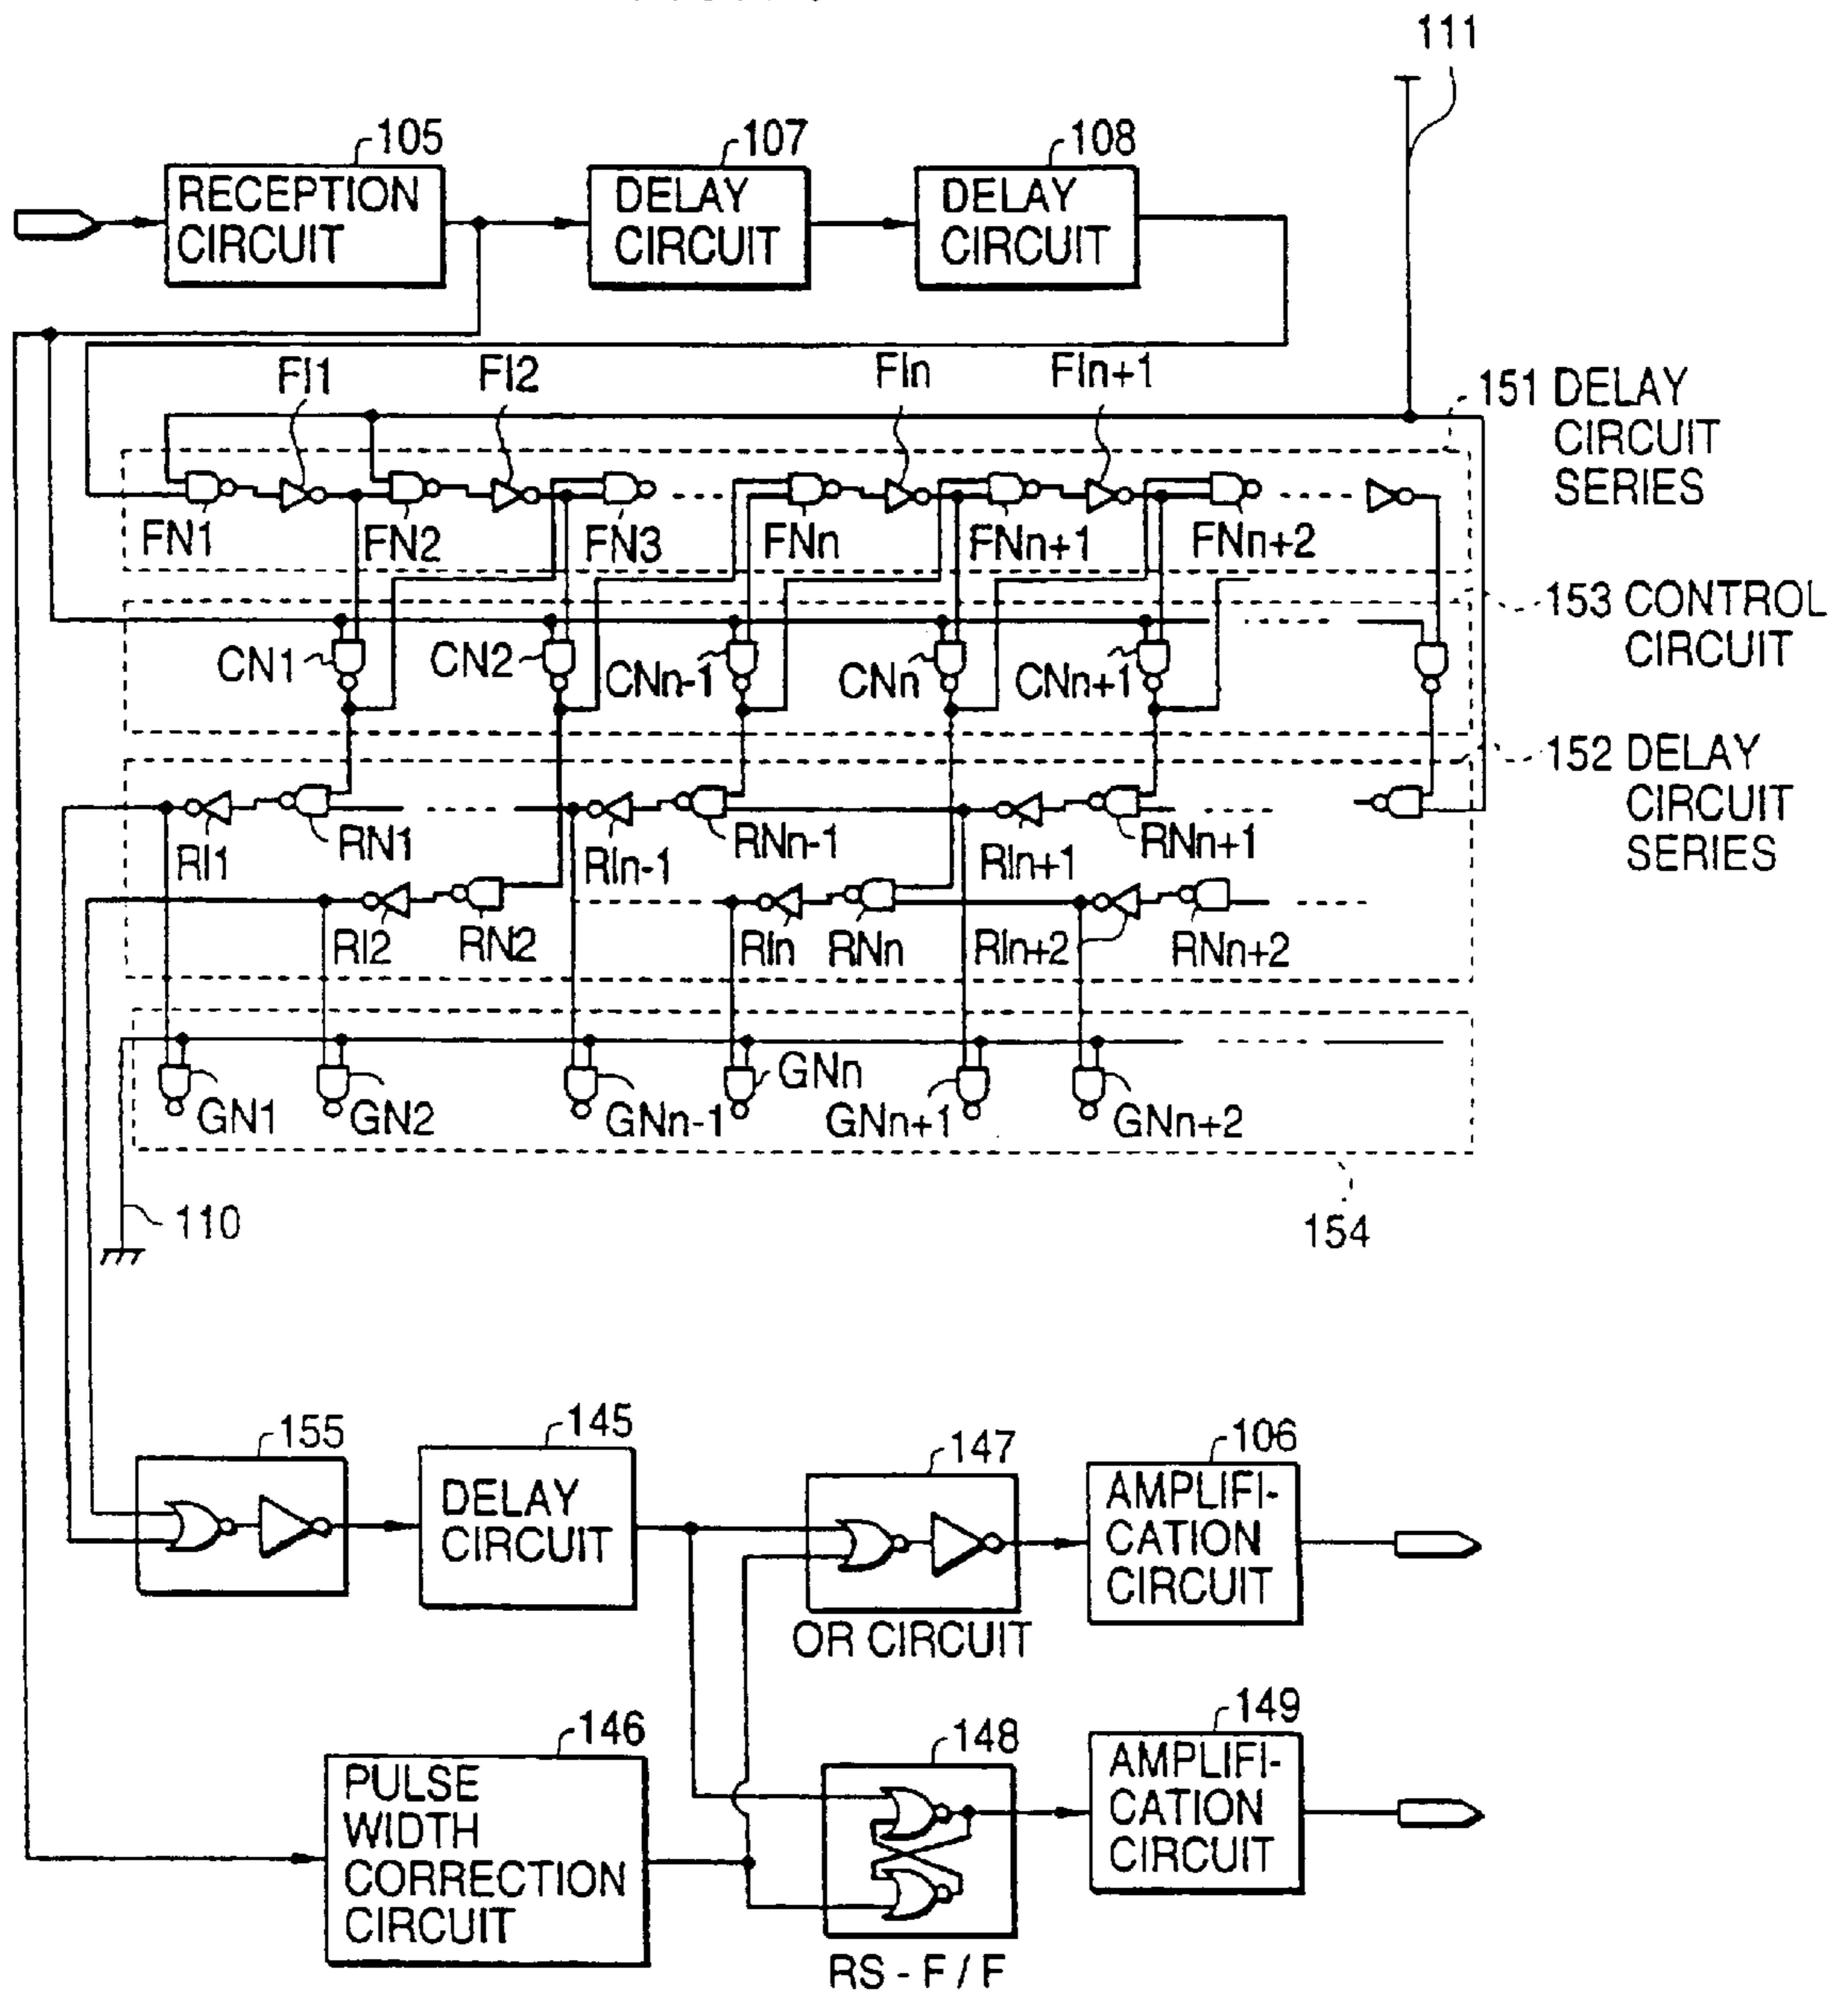 111
105
107
108
RECEPTION
CIRCUIT
DELAY
CIRCUIT
DELAY
CIRCUIT
FI1
FI2
FIn
FIn+1
151 DELAY
CIRCUIT
SERIES
FN1
FN2
FN3
FNn
FNn+1
FNn+2
153 CONTROL
CIRCUIT
CN1
CN2
CNn-1
CNn
CNn+1
152 DELAY
CIRCUIT
SERIES
RI1
RN1
RIn-1
RNn-1
RIn+1
RNn+1
RI2
RN2
RIn
RNn
RIn+2
RNn+2
GN1
GN2
GNn-1
GNn
GNn+1
GNn+2
110
154
155
145
147
106
DELAY
CIRCUIT
AMPLIFI-
CATION
CIRCUIT
OR CIRCUIT
146
148
149
PULSE
WIDTH
CORRECTION
CIRCUIT
AMPLIFI-
CATION
CIRCUIT
RS - F / F